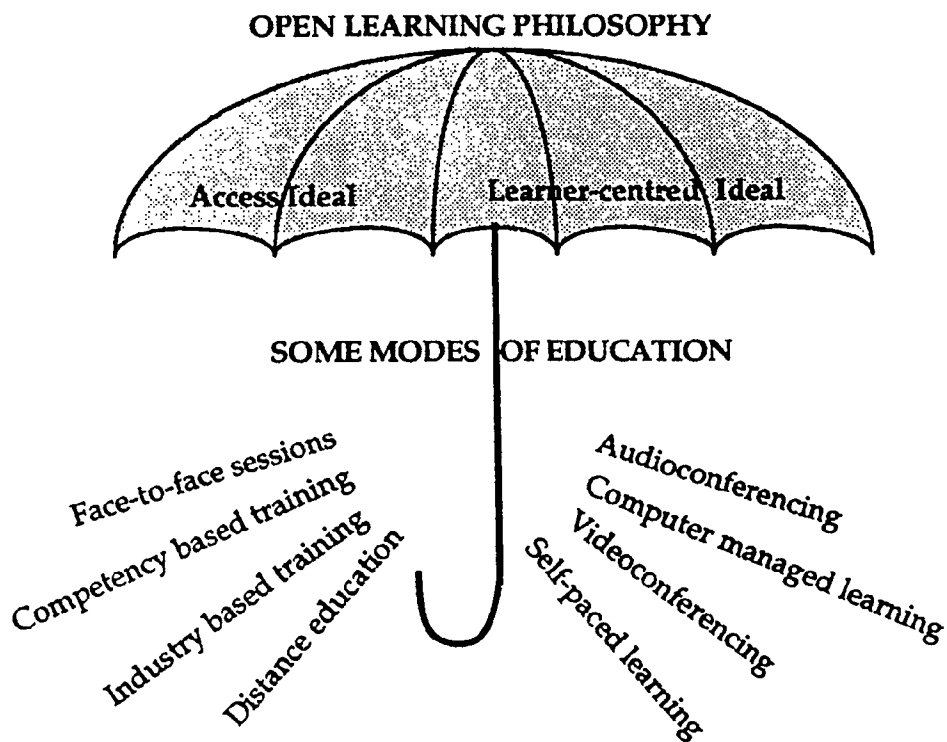 OPEN LEARNING PHILOSOPHY
Access Ideal
Learner-centred Ideal
SOME MODES OF EDUCATION
Face-to-face sessions
Competency based training
Industry based training
Distance education
Audioconferencing
Computer managed learning
Videoconferencing
Self-paced learning